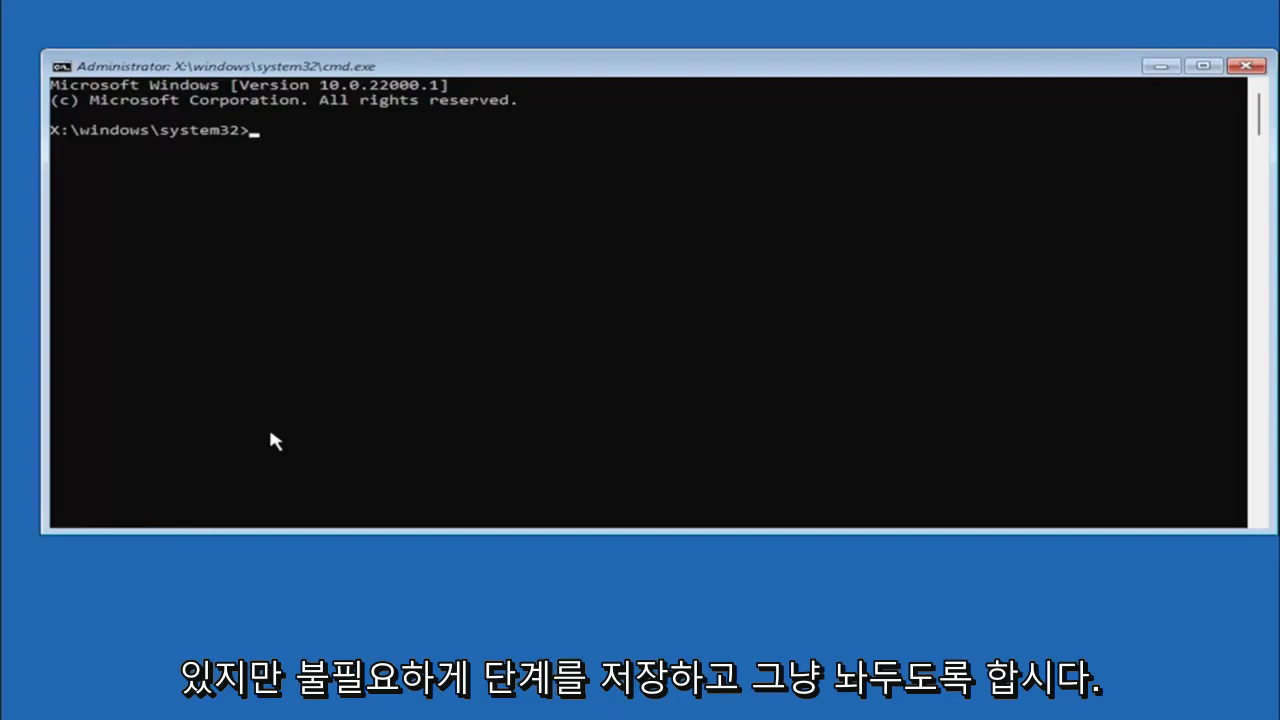 Administrator: X:\windows\system32\cmd.exe
Microsoft Windows [Version 10.0.22000.1]
(c) Microsoft Corporation. All rights reserved.
X:\windows\system32>
있지만 불필요하게 단계를 저장하고 그냥 놔두도록 합시다.